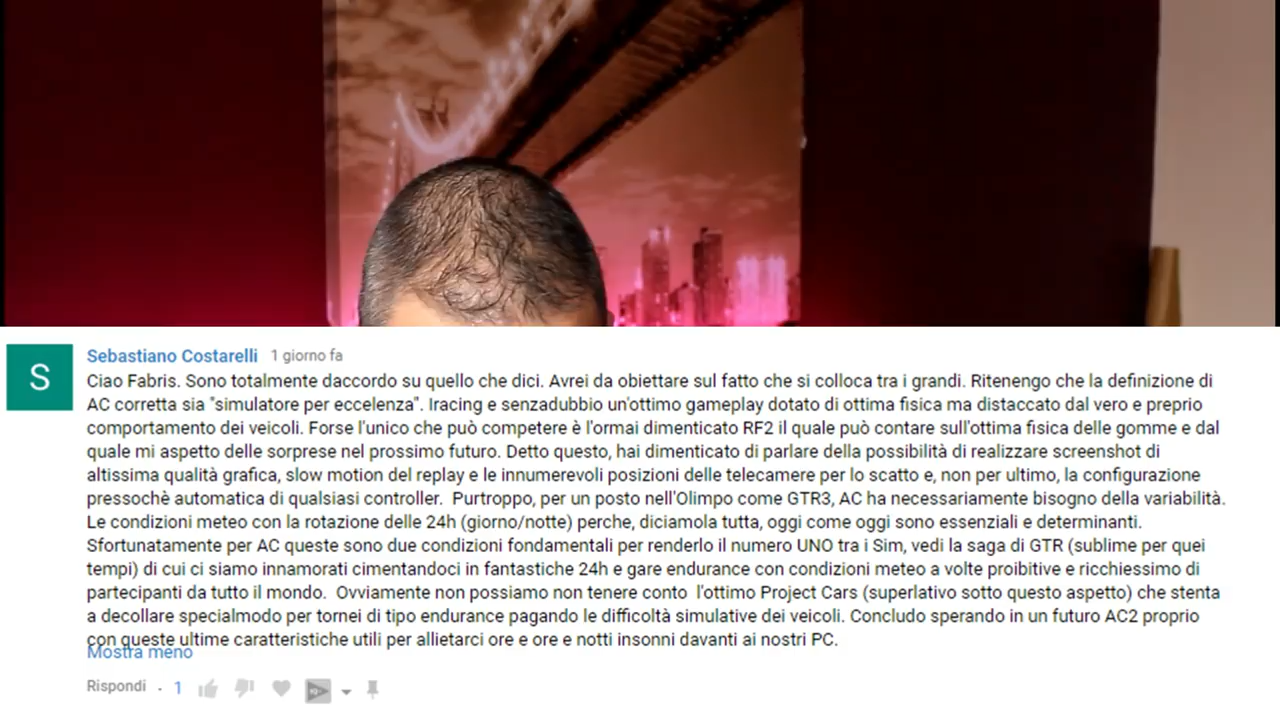 S
Sebastiano Costarelli 1 giorno fa
Ciao Fabris. Sono totalmente daccordo su quello che dici. Avrei da obiettare sul fatto che si colloca tra i grandi. Ritenengo che la definizione di
AC corretta sia "simulatore per eccelenza". Iracing e senzadubbio un'ottimo gameplay dotato di ottima fisica ma distaccato dal vero e preprio
comportamento dei veicoli. Forse l'unico che può competere è l'ormai dimenticato RF2 il quale può contare sull'ottima fisica delle gomme e dal
quale mi aspetto delle sorprese nel prossimo futuro. Detto questo, hai dimenticato di parlare della possibilità di realizzare screenshot di
altissima qualità grafica, slow motion del replay e le innumerevoli posizioni delle telecamere per lo scatto e, non per ultimo, la configurazione
pressochè automatica di qualsiasi controller. Purtroppo, per un posto nell'Olimpo come GTR3, AC ha necessariamente bisogno della variabilità.
Le condizioni meteo con la rotazione delle 24h (giorno/notte) perche, diciamola tutta, oggi come oggi sono essenziali e determinanti.
Sfortunatamente per AC queste sono due condizioni fondamentali per renderlo il numero UNO tra i Sim, vedi la saga di GTR (sublime per quei
tempi) di cui ci siamo innamorati cimentandoci in fantastiche 24h e gare endurance con condizioni meteo a volte proibitive e ricchiessimo di
partecipanti da tutto il mondo. Ovviamente non possiamo non tenere conto l'ottimo Project Cars (superlativo sotto questo aspetto) che stenta
a decollare specialmodo per tornei di tipo endurance pagando le difficoltà simulative dei veicoli. Concludo sperando in un futuro AC2 proprio
con queste ultime caratteristiche utili per allietarci ore e ore e notti insonni davanti ai nostri PC.
Mostra meno
Rispondi · 1